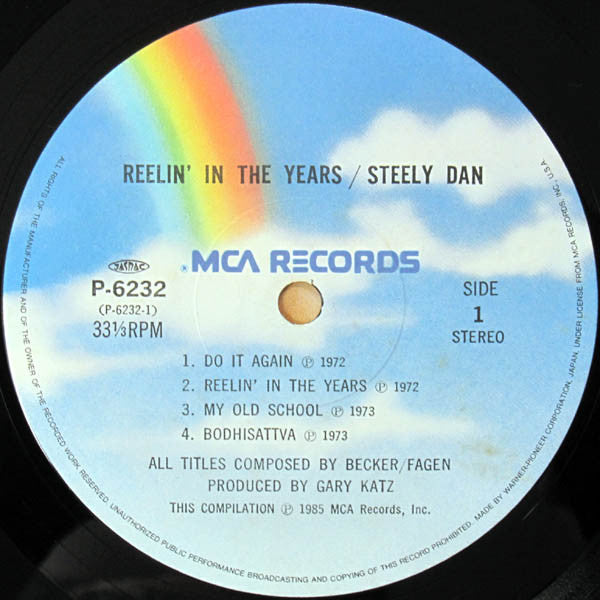 REELIN' IN THE YEARS / STEELY DAN
JASRAC
® MCA RECORDS
P-6232
(P-6232-1)
33⅓RPM
SIDE
1
STEREO
1. DO IT AGAIN Ⓟ 1972
2. REELIN' IN THE YEARS Ⓟ 1972
3. MY OLD SCHOOL Ⓟ 1973
4. BODHISATTVA Ⓟ 1973
ALL TITLES COMPOSED BY BECKER/FAGEN
PRODUCED BY GARY KATZ
THIS COMPILATION Ⓟ 1985 MCA Records, Inc.
ALL RIGHTS OF THE MANUFACTURER AND OF THE OWNER OF THE RECORDED WORK RESERVED. UNAUTHORIZED PUBLIC PERFORMANCE BROADCASTING AND COPYING OF THIS RECORD PROHIBITED. MADE BY WARNER-PIONEER CORPORATION, JAPAN, UNDER LICENSE FROM MCA RECORDS, INC., U.S.A.